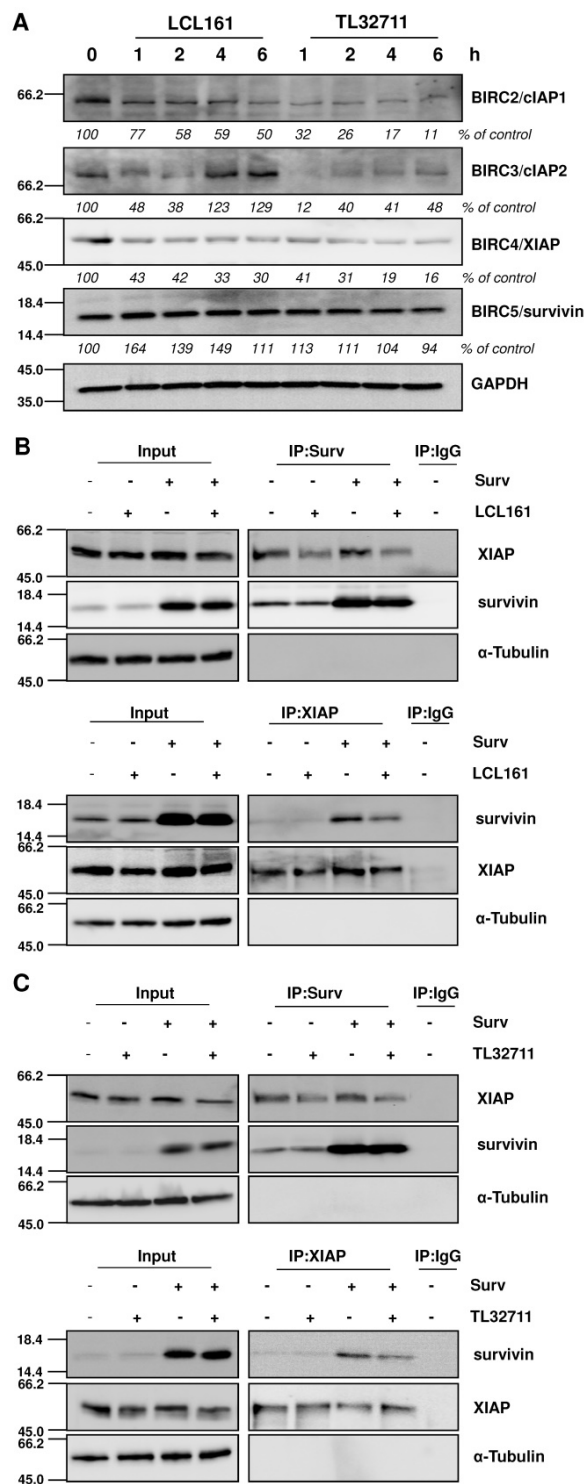 A
LCL161 TL32711
0 1 2 4 6 1 2 4 6 h
66.2 BIRC2/cIAP1
100 77 58 59 50 32 26 17 11 % of control
BIRC3/cIAP2
66.2
100 48 38 123 129 12 40 41 48 % of control
BIRC4/XIAP
45.0
100 43 42 33 30 41 31 19 16 % of control
18.4 BIRC5/survivin
14.4
100 164 139 149 111 113 111 104 94 % of control
45.0
GAPDH
35.0
B
Input IP:Surv IP:IgG
- - + + - - + + - Surv
- + - + - + - + - LCL161
66.2
XIAP
45.0
18.4
survivin
14.4
66.2
α-Tubulin
45.0
Input IP:XIAP IP:IgG
- - + + - - + + - Surv
- + - + - + - + - LCL161
18.4
survivin
14.4
66.2
XIAP
45.0
66.2
α-Tubulin
45.0
C
Input IP:Surv IP:IgG
- - + + - - + + - Surv
- + - + - + - + - TL32711
66.2
XIAP
45.0
18.4
survivin
14.4
66.2
α-Tubulin
45.0
Input IP:XIAP IP:IgG
- - + + - - + + - Surv
- + - + - + - + - TL32711
18.4
survivin
14.4
66.2
XIAP
45.0
66.2
α-Tubulin
45.0